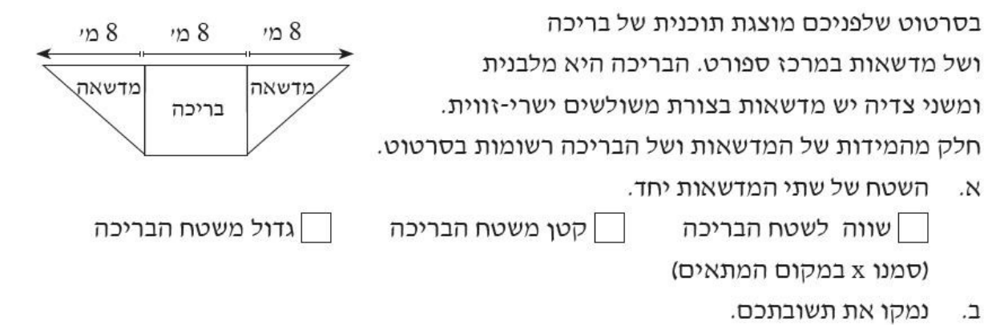 בסרטוט שלפניכם מוצגת תוכנית של בריכה
ושל מדשאות במרכז ספורט. הבריכה היא מלבנית
ומשני צדיה יש מדשאות בצורת משולשים ישרי-זווית.
חלק מהמידות של המדשאות ושל הבריכה רשומות בסרטוט.
8 מ' 8 מ' 8 מ'
מדשאה בריכה מדשאה
א. השטח של שתי המדשאות יחד.
שווה לשטח הבריכה קטן משטח הבריכה גדול משטח הבריכה
(סמנו x במקום המתאים)
ב. נמקו את תשובתכם.